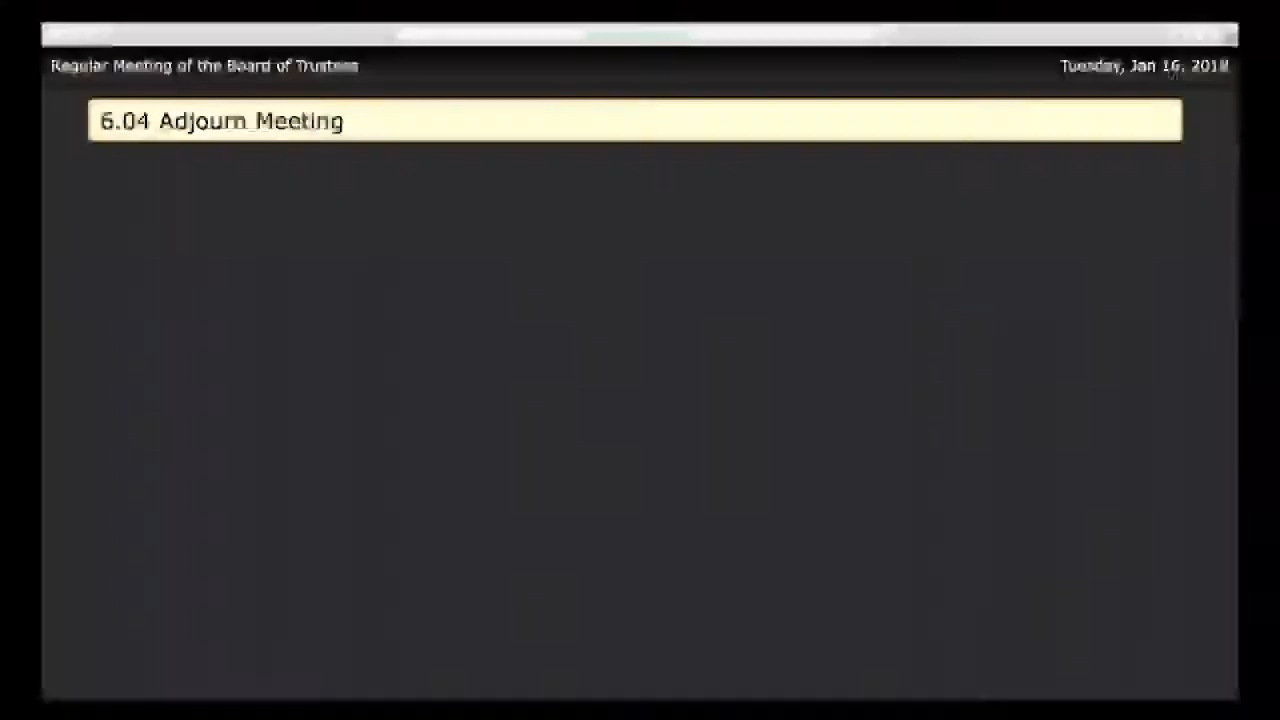 Regular Meeting of the Board of Trustees
Tuesday, Jan 16, 2018
6.04 Adjourn Meeting